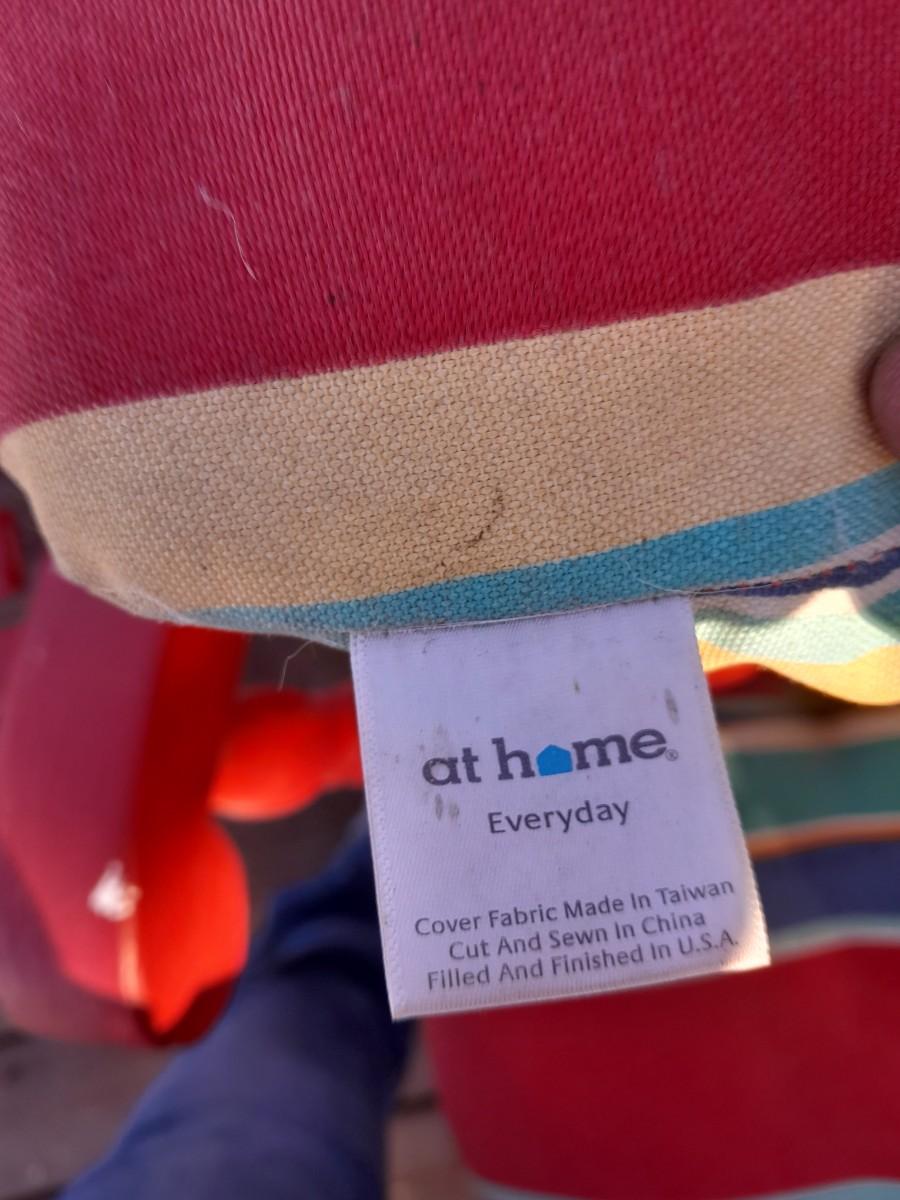 at home®
Everyday
Cover Fabric Made In Taiwan
Cut And Sewn In China
Filled And Finished In U.S.A.